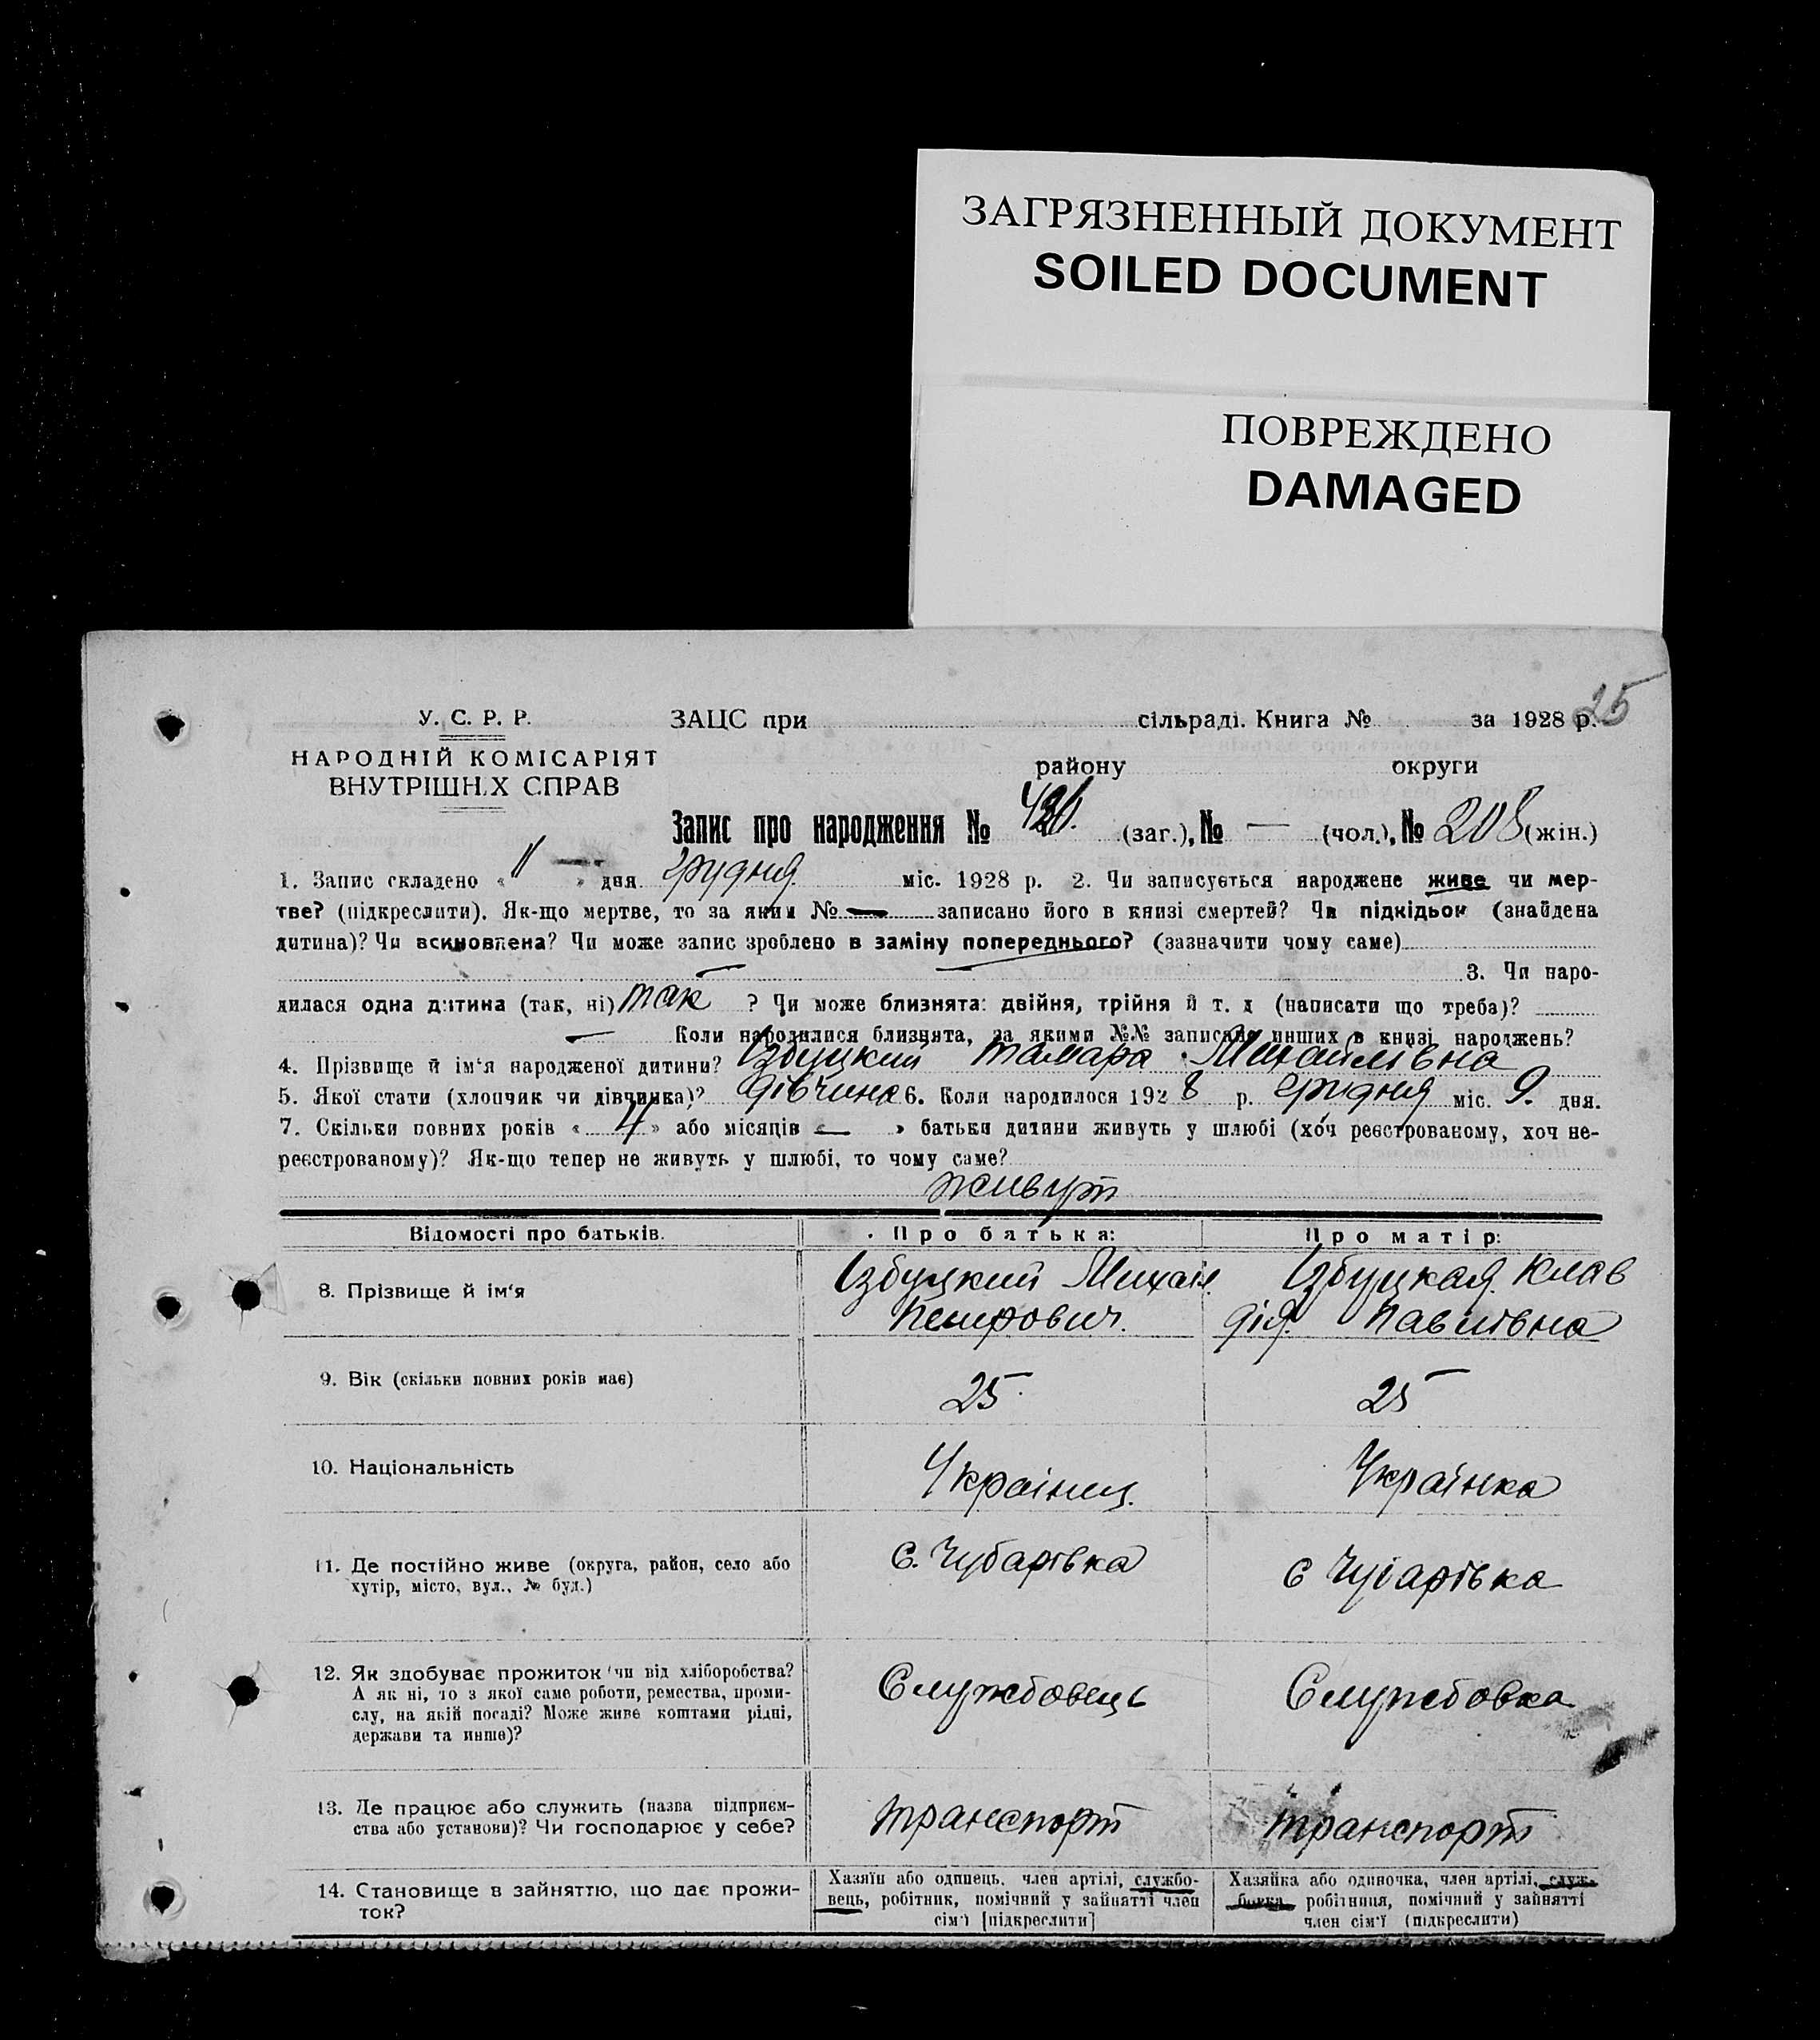 ЗАГРЯЗНЕННЫЙ ДОКУМЕНТ
SOILED DOCUMENT
ПОВРЕЖДЕНО
DAMAGED
25
У. С. Р. Р.
НАРОДНІЙ КОМІСАРІЯТ
ВНУТРІШНІХ СПРАВ
ЗАЦС при сільраді. Книга № за 1928 р.
району округи
Запис про народження № (заг.), № — (чол.), № 208 (жін.)
1. Запис складено « 11 » дня грудня міс. 1928 р. 2. Чи записується народжене живе чи мер-
тве? (підкреслити). Як-що мертве, то за яким № — записано його в книзі смертей? Чи підкідьок (знайдена
дитина)? Чи всиновлена? Чи може запис зроблено в заміну попереднього? (зазначити чому саме)
— — 3. Чи наро-
дилася одна дитина (так, ні) так ? Чи може близнята: двійня, трійня й т. д (написати що треба)?
— Коли народилися близнята, за якими №№ записано инших в книзі народжень?
4. Прізвище й ім‘я народженої дитини? Ізбуцкий Тамара Михайлівна
5. Якої стати (хлопчик чи дівчинка)? дівчина 6. Коли народилося 1928 р. грудня міс. 9. дня.
7. Скільки повних років « 4 » або місяців « — » батьки дитини живуть у шлюбі (хоч реєстрованому, хоч не-
реєстрованому)? Як-що тепер не живуть у шлюбі, то чому саме?
живут
Відомості про батьків. Про батька: Про матір:
8. Прізвище й ім‘я
Ізбуцкий Михаил
Петрович.
Ізбуцкая Клав
дія. Павлівна
9. Вік (скільки повних років має) 25 25
10. Національність Українец Українка
11. Де постійно живе (округа, район, село або
хутір, місто, вул., № буд.)
с. Чубарівка
с Чубарівка
12. Як здобуває прожиток чи від хліборобства?
А як ні, то з якої саме роботи, ремества, проми-
слу, на якій посаді? Може живе коштами рідні,
держави та инше)?
Службовець
Службовка
13. Де працює або служить (назва підприєм-
ства або установи)? Чи господарює у себе?
транспорт
транспорт
14. Становище в зайняттю, що дає прожи-
ток?
Хазяїн або одинець, член артілі, службо-
вець, робітник, помічний у зайнятті член
сім‘ї [підкреслити]
Хазяйка або одиночка, член артілі, служ-
бовка, робітниця, помічний у зайнятті
член сім‘ї (підкреслити)